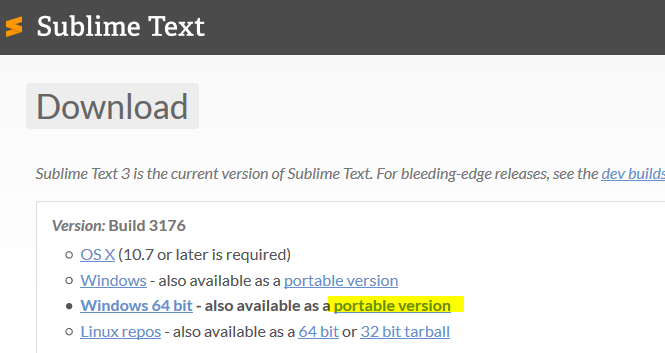 Sublime Text
Download
Sublime Text 3 is the current version of Sublime Text. For bleeding-edge releases, see the dev builds
Version: Build 3176
OS X (10.7 or later is required)
Windows - also available as a portable version
Windows 64 bit - also available as a portable version
Linux repos - also available as a 64 bit or 32 bit tarball